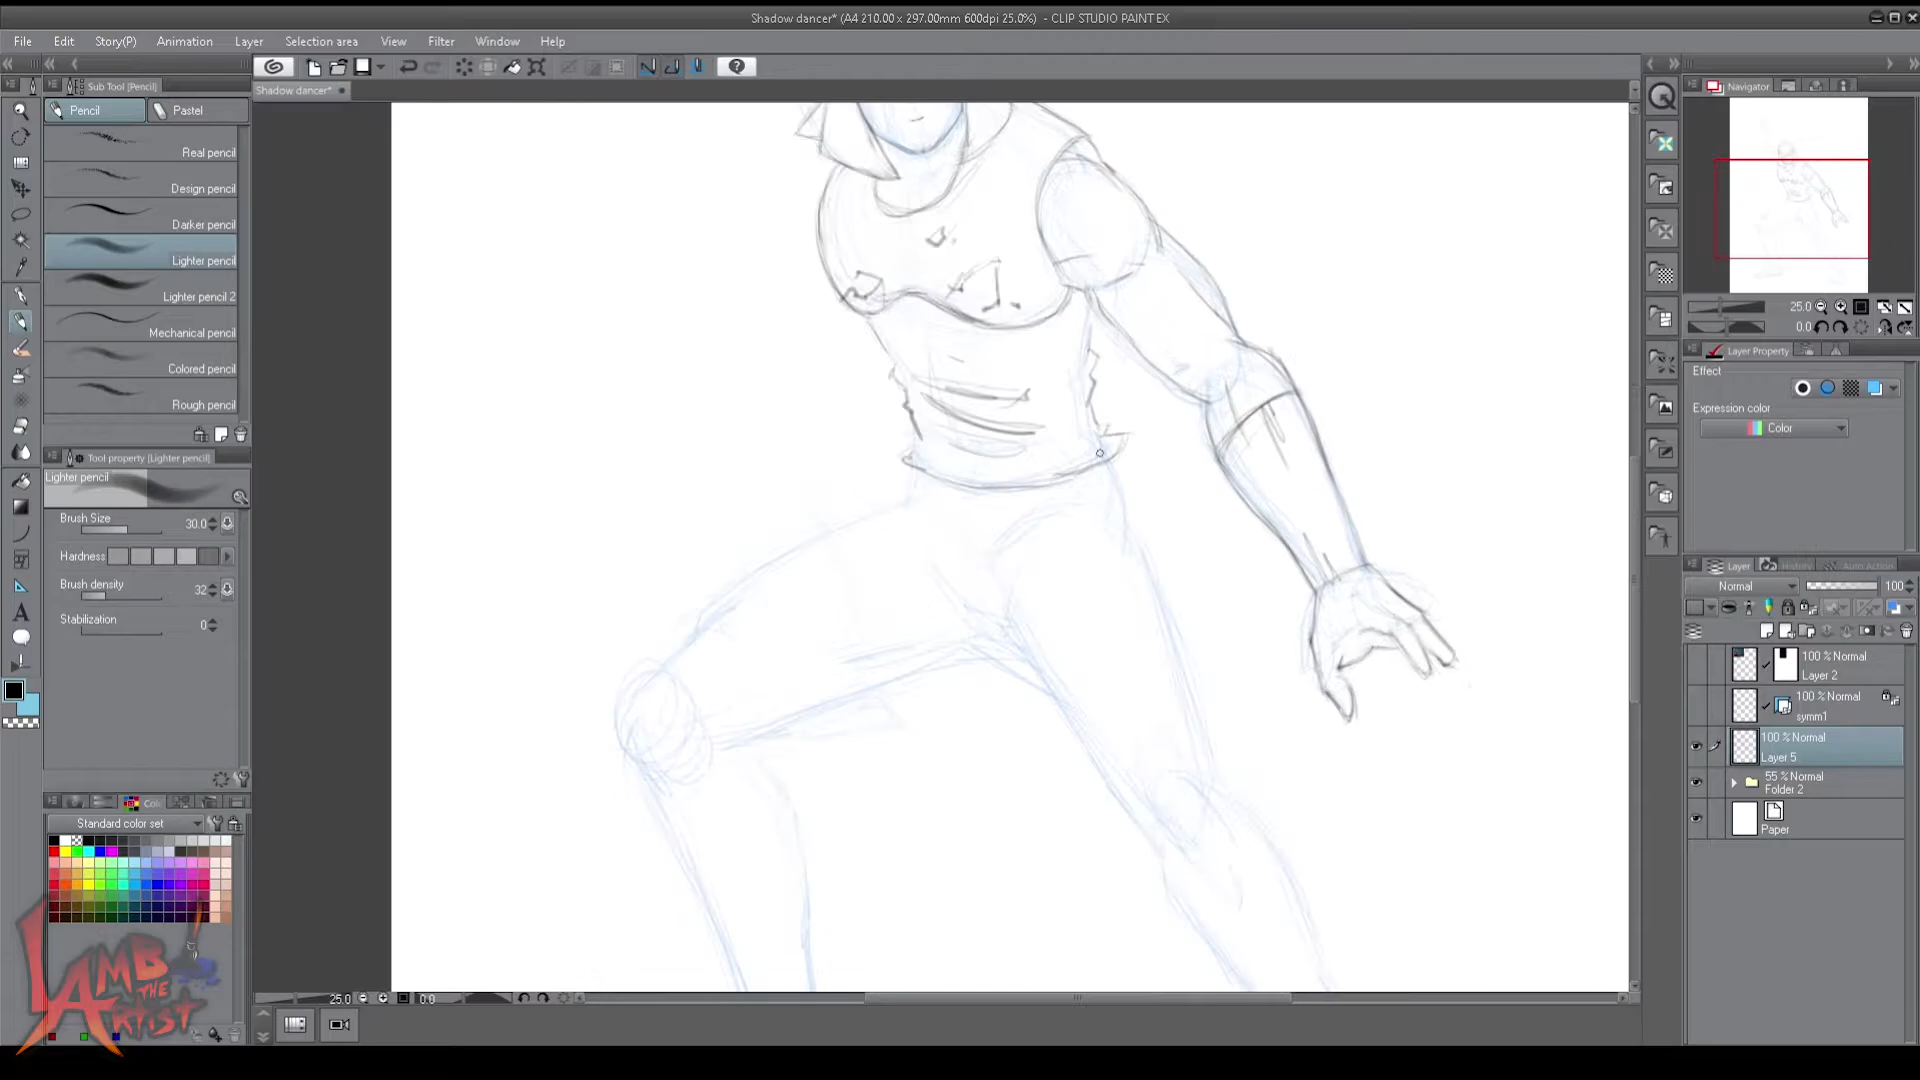 Shadow dancer* (A4 210.00 x 297.00mm 600dpi 25.0%) - CLIP STUDIO PAINT EX
File Edit Story(P) Animation Layer Selection area View Filter Window Help
Sub Tool [Pencil]
Shadow dancer*
Navigator
Pencil Pastel
Real pencil
Design pencil
Darker pencil
Lighter pencil
Lighter pencil 2
Mechanical pencil
Colored pencil
Rough pencil
Tool property [Lighter pencil]
Lighter pencil
Brush Size 30.0
Hardness
Brush density 32
Stabilization 0
Standard color set
LAMB
THE
ARTIST
25.0 0.0
25.0
0.0
Layer Property
Effect
Expression color
Color
Layer History Auto Action
Normal 100
100 % Normal
Layer 2
100 % Normal
symm1
100 % Normal
Layer 5
55 % Normal
Folder 2
Paper